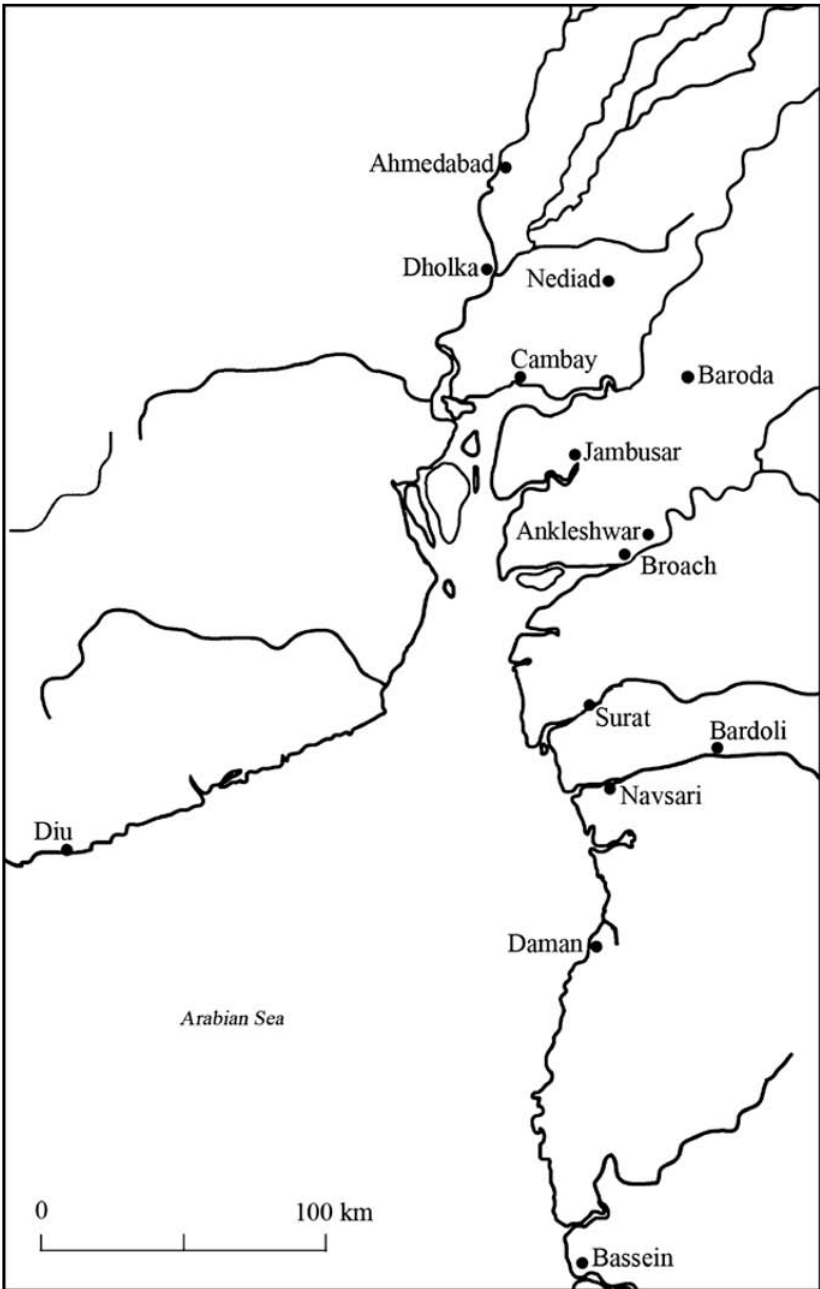 Ahmedabad
Dholka
Nediad
Cambay
Baroda
Jambusar
Ankleshwar
Broach
Surat
Bardoli
Navsari
Diu
Daman
Arabian Sea
0 100 km
Bassein